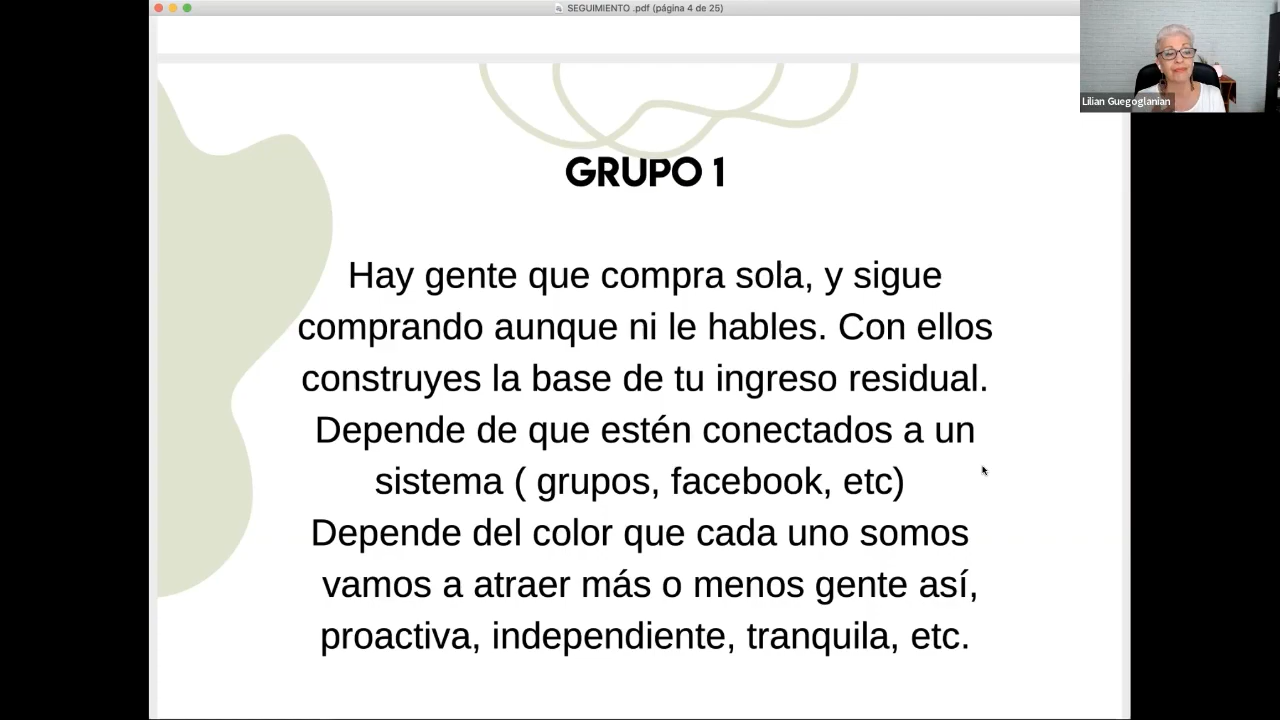 SEGUIMIENTO .pdf (página 4 de 25)
Lilian Guegoglanian
GRUPO 1
Hay gente que compra sola, y sigue
comprando aunque ni le hables. Con ellos
construyes la base de tu ingreso residual.
Depende de que estén conectados a un
sistema ( grupos, facebook, etc)
Depende del color que cada uno somos
vamos a atraer más o menos gente así,
proactiva, independiente, tranquila, etc.